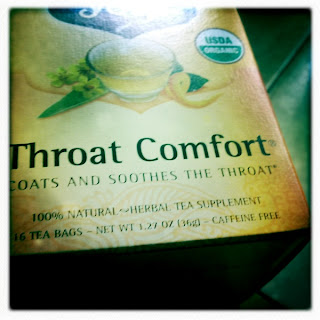 USDA
ORGANIC
Throat Comfort®
COATS AND SOOTHES THE THROAT*
100% NATURAL ~ HERBAL TEA SUPPLEMENT
16 TEA BAGS – NET WT 1.27 OZ (36g) – CAFFEINE FREE